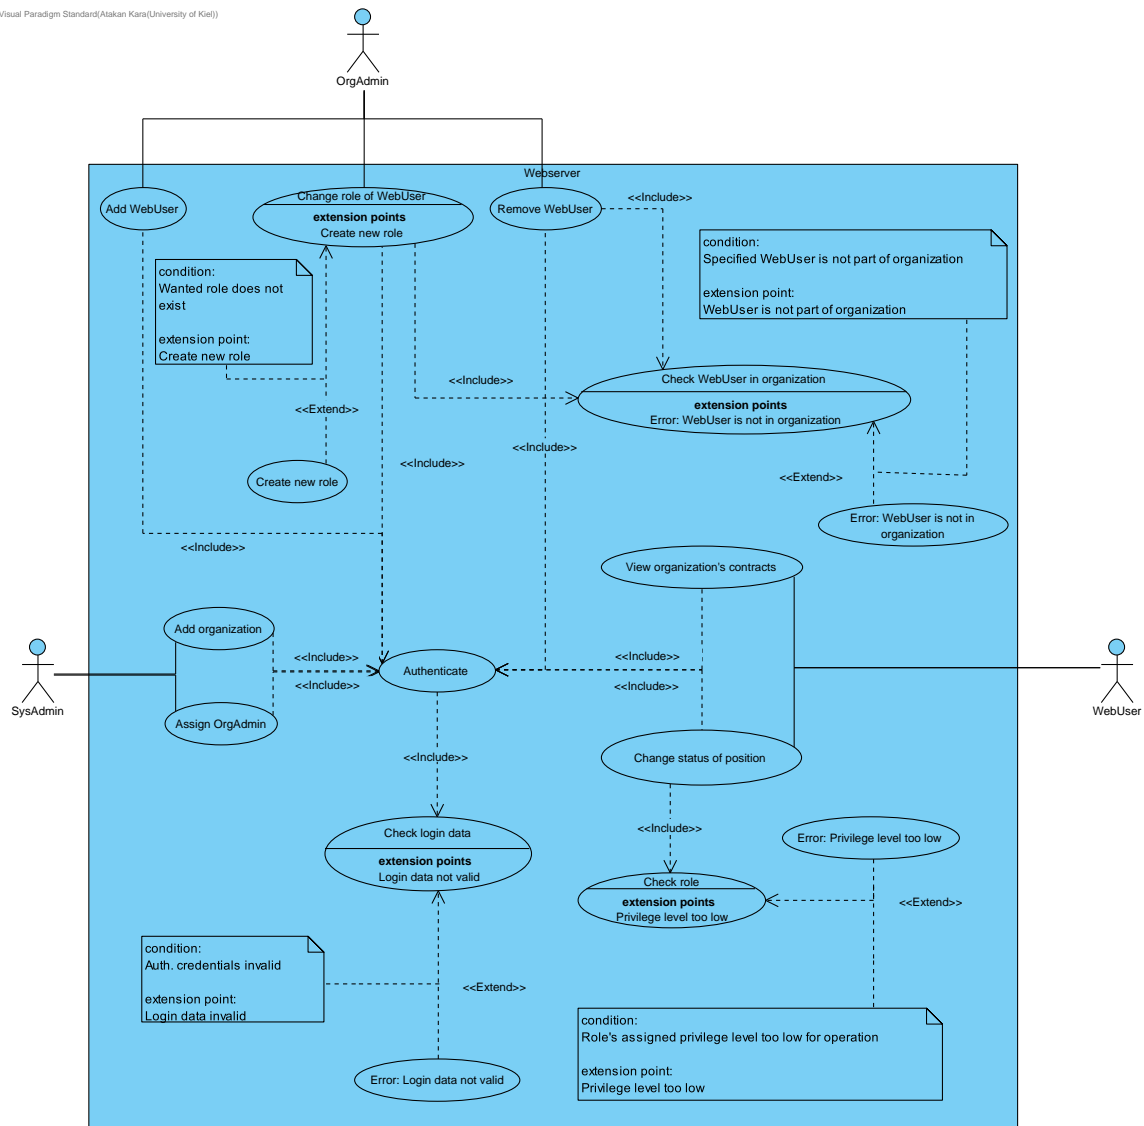 Visual Paradigm Standard(Atakan Kara(University of Kiel))
OrgAdmin
Webserver
Add WebUser
Change role of WebUser
extension points
Create new role
Remove WebUser
<<Include>>
condition:
Specified WebUser is not part of organization
extension point:
WebUser is not part of organization
condition:
Wanted role does not
exist
extension point:
Create new role
<<Include>>
Check WebUser in organization
extension points
Error: WebUser is not in organization
<<Extend>>
<<Include>>
<<Include>>
<<Extend>>
Create new role
Error: WebUser is not in
organization
<<Include>>
View organization's contracts
Add organization
<<Include>>
<<Include>>
Authenticate
<<Include>>
<<Include>>
SysAdmin
WebUser
Assign OrgAdmin
Change status of position
<<Include>>
Check login data
extension points
Login data not valid
<<Include>>
Error: Privilege level too low
Check role
extension points
Privilege level too low
<<Extend>>
condition:
Auth. credentials invalid
extension point:
Login data invalid
<<Extend>>
condition:
Role's assigned privilege level too low for operation
extension point:
Privilege level too low
Error: Login data not valid